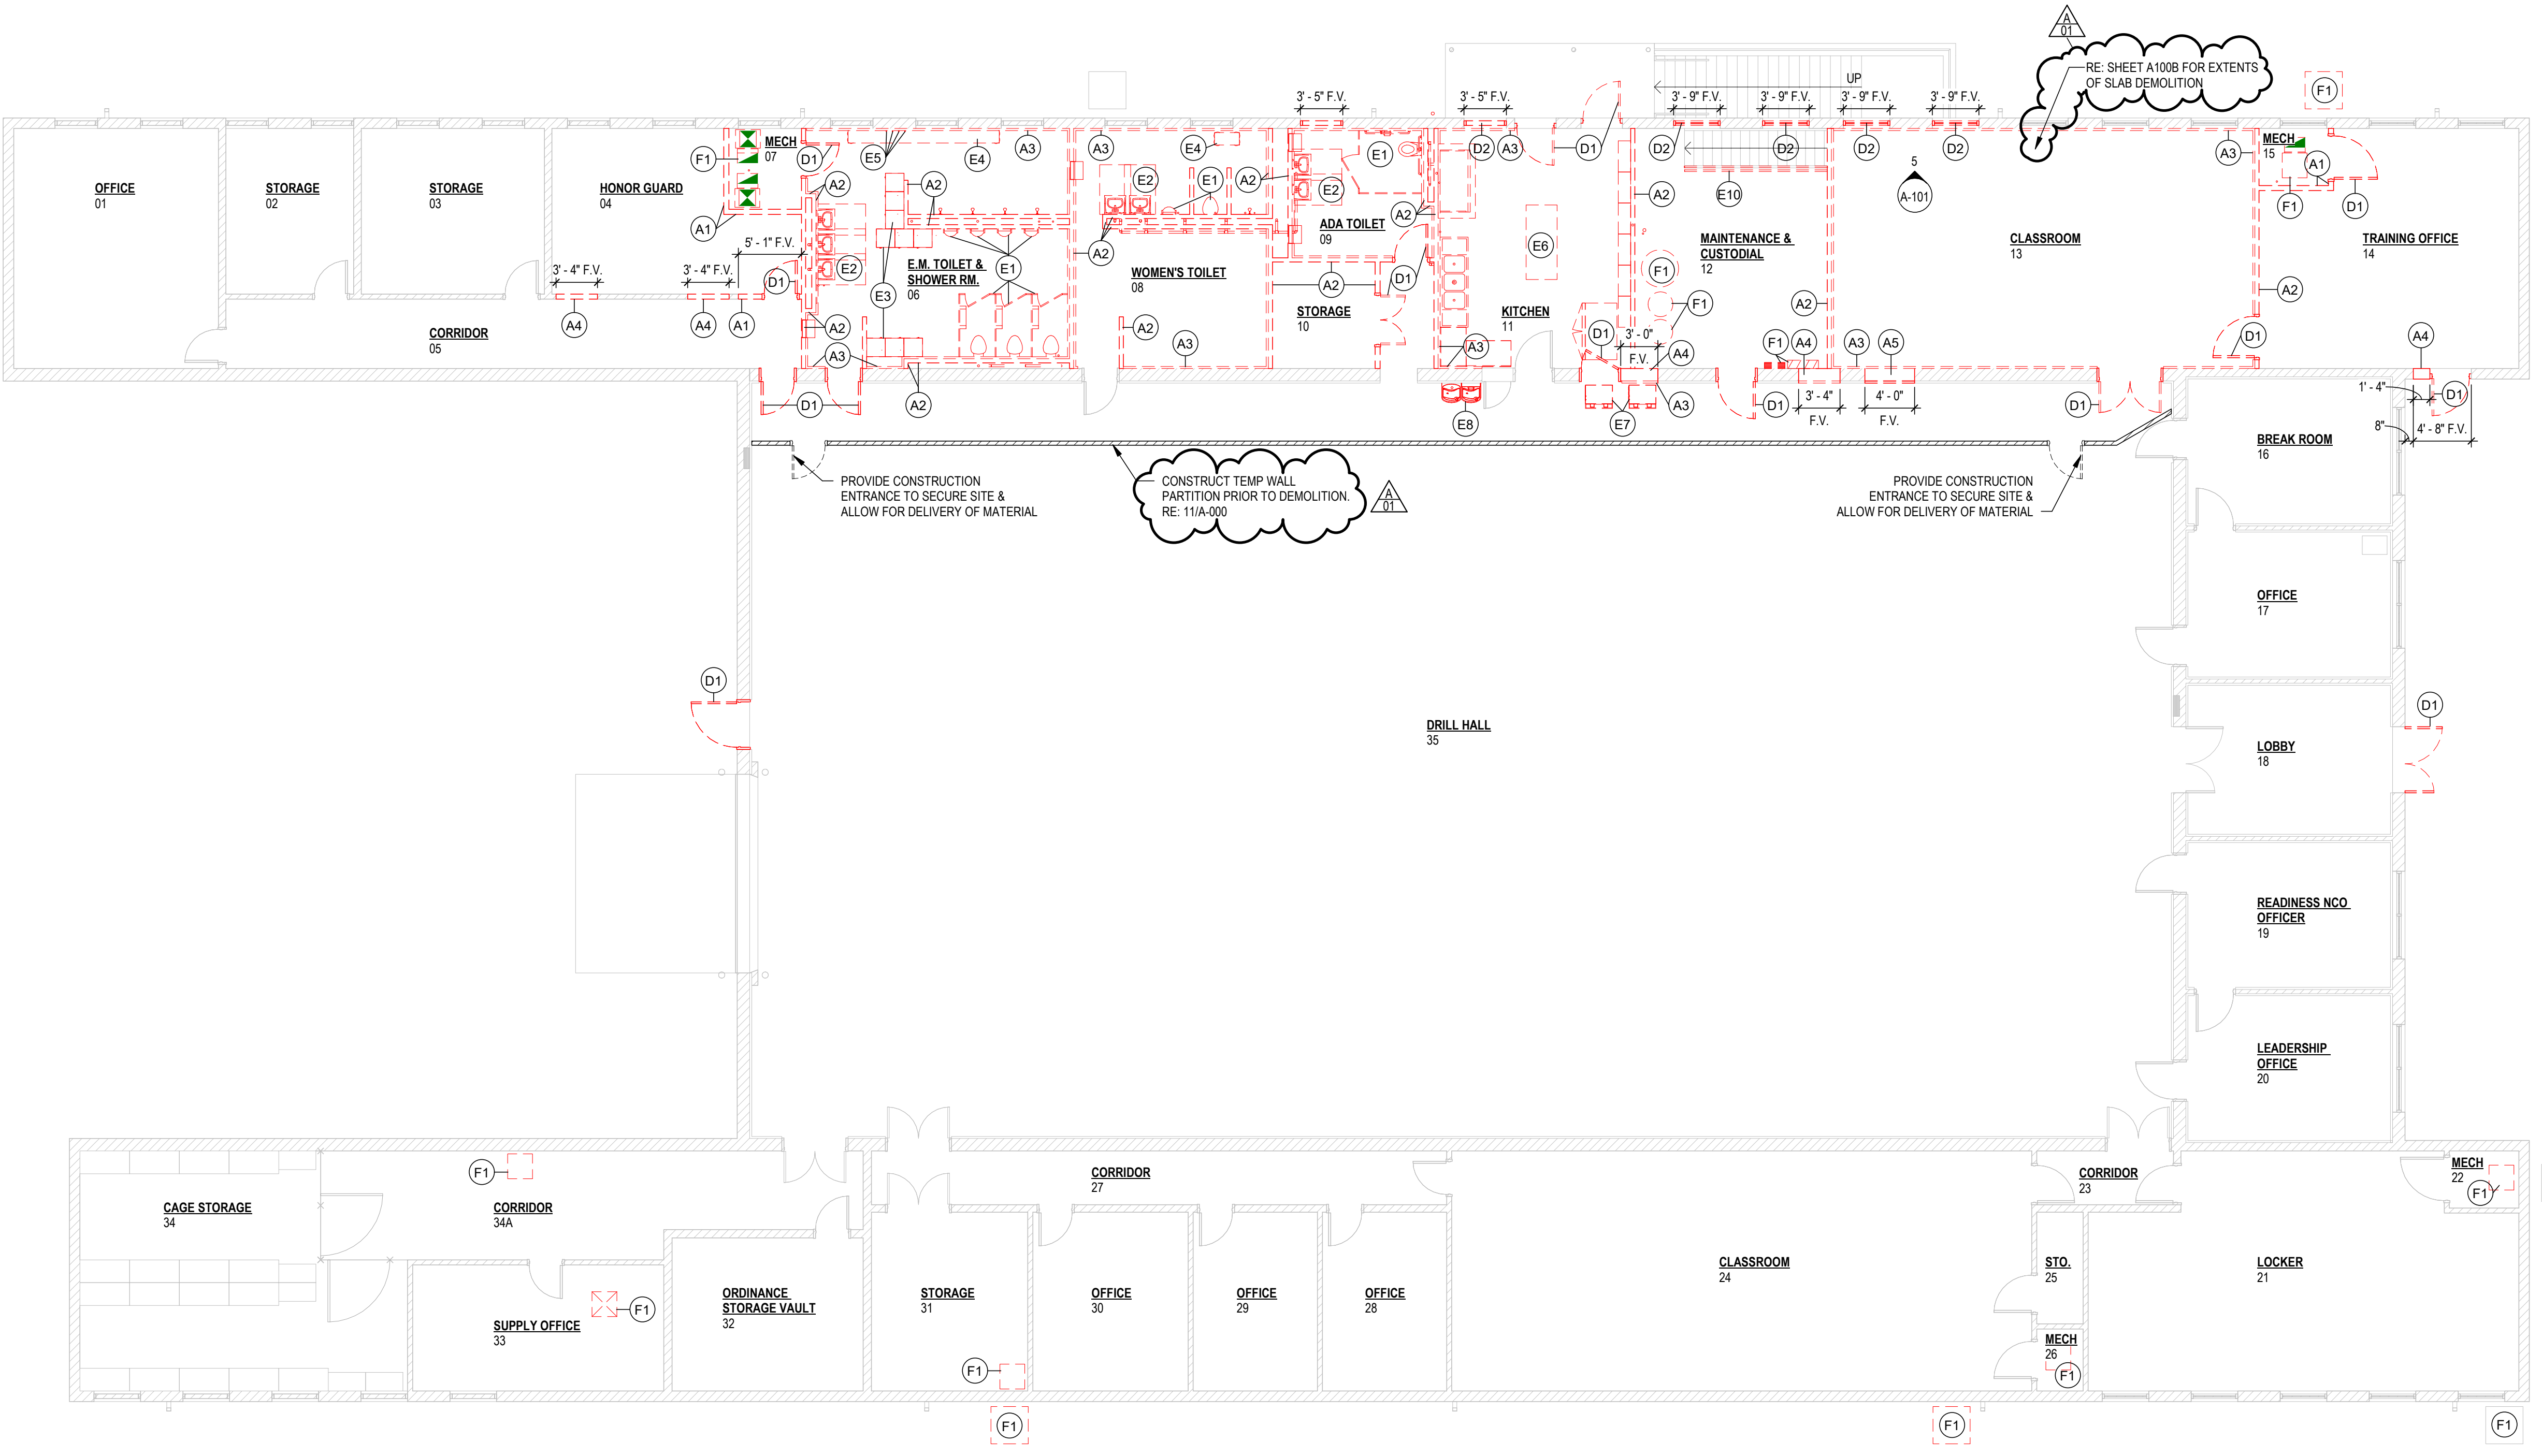 A
01
RE: SHEET A100B FOR EXTENTS
OF SLAB DEMOLITION
UP
F1
3' - 5" F.V.
3' - 5" F.V.
3' - 9" F.V.
3' - 9" F.V.
3' - 9" F.V.
3' - 9" F.V.
OFFICE
01
STORAGE
02
STORAGE
03
HONOR GUARD
04
F1
MECH
07
D1
E5
E4
A3
A3
E4
E2
E1
A2
E1
E2
D2
A3
D1
D2
D2
D2
D2
5
A-101
A3
MECH
15
A1
F1
D1
A2
A2
A1
5' - 1" F.V.
3' - 4" F.V.
3' - 4" F.V.
D1
E2
E3
E.M. TOILET &
SHOWER RM.
06
E1
A2
A2
WOMEN'S TOILET
08
ADA TOILET
09
A2
D1
A2
STORAGE
10
E6
KITCHEN
11
A2
E10
MAINTENANCE &
CUSTODIAL
12
F1
F1
A2
CLASSROOM
13
TRAINING OFFICE
14
A2
CORRIDOR
05
A4
A4
A1
A2
A3
A2
A3
A3
D1
3' - 0"
F.V.
A4
F1
A4
A3
A5
D1
A4
D1
A2
E8
E7
A3
D1
3' - 4"
F.V.
4' - 0"
F.V.
D1
1' - 4"
D1
8"
4' - 8" F.V.
PROVIDE CONSTRUCTION
ENTRANCE TO SECURE SITE &
ALLOW FOR DELIVERY OF MATERIAL
CONSTRUCT TEMP WALL
PARTITION PRIOR TO DEMOLITION.
RE: 11/A-000
A
01
PROVIDE CONSTRUCTION
ENTRANCE TO SECURE SITE &
ALLOW FOR DELIVERY OF MATERIAL
BREAK ROOM
16
OFFICE
17
D1
DRILL HALL
35
LOBBY
18
D1
READINESS NCO
OFFICER
19
LEADERSHIP
OFFICE
20
F1
CAGE STORAGE
34
CORRIDOR
34A
CORRIDOR
27
CORRIDOR
23
MECH
22
F1
SUPPLY OFFICE
33
F1
ORDINANCE
STORAGE VAULT
32
STORAGE
31
F1
OFFICE
30
OFFICE
29
OFFICE
28
CLASSROOM
24
STO.
25
MECH
26
F1
LOCKER
21
F1
F1
F1